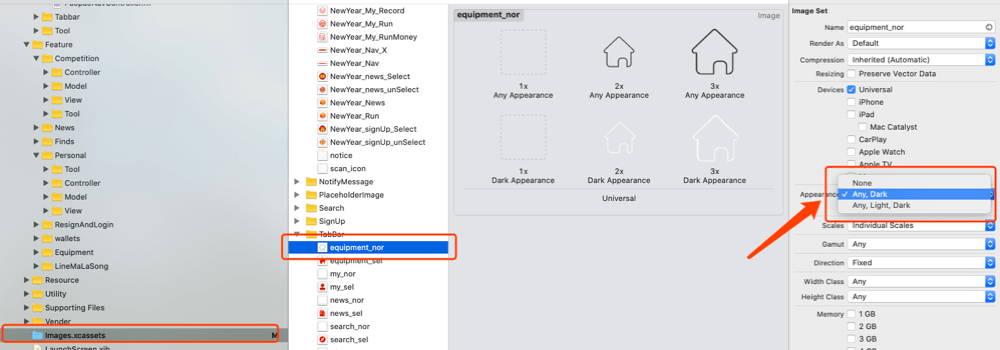 Tabbar
Tool
Feature
Competition
Controller
Model
View
Tool
News
Finds
Personal
Tool
Controller
Model
View
ResignAndLogin
wallets
Equipment
LineMaLaSong
Resource
Utility
Supporting Files
Vender
Images.xcassets M
LaunchScreen.xib
NewYear_My_Record
NewYear_My_Run
NewYear_My_RunMoney
NewYear_Nav_X
NewYear_Nav
NewYear_news_Select
NewYear_news_unSelect
NewYear_News
NewYear_Run
NewYear_signUp_Select
NewYear_signUp_unSelect
notice
scan_icon
NotifyMessage
PlaceholderImage
Search
SignUp
TabBar
equipment_nor
equipment_sel
my_nor
my_sel
news_nor
news_sel
search_nor
equipment_nor Image
1x 2x 3x
Any Appearance Any Appearance Any Appearance
1x 2x 3x
Dark Appearance Dark Appearance Dark Appearance
Universal
Image Set
Name equipment_nor
Render As Default
Compression Inherited (Automatic)
Resizing Preserve Vector Data
Devices Universal
iPhone
iPad
Mac Catalyst
CarPlay
Apple Watch
Apple TV
None
Appearance ✓ Any, Dark
Any, Light, Dark
Scales Individual Scales
Gamut Any
Direction Fixed
Width Class Any
Height Class Any
Memory 1 GB
2 GB
3 GB